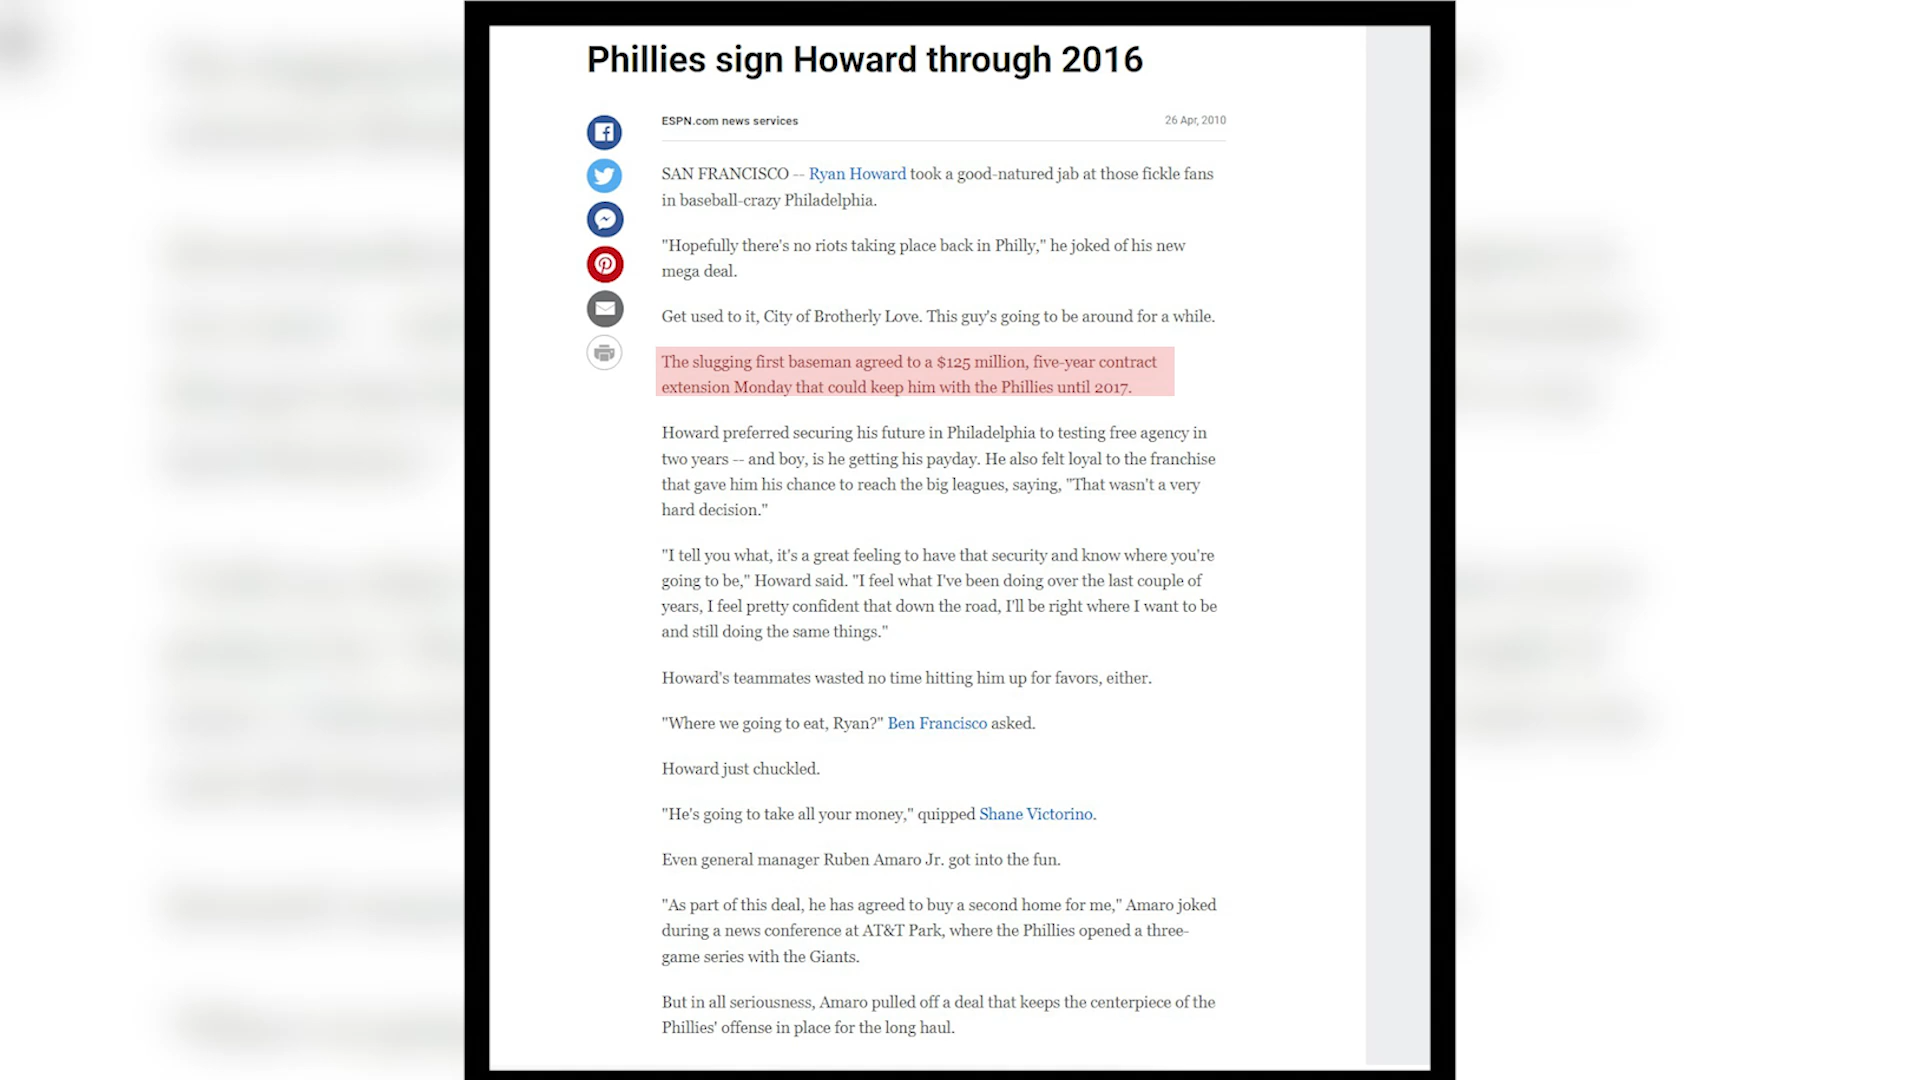 Phillies sign Howard through 2016
ESPN.com news services
26 Apr, 2010
SAN FRANCISCO -- Ryan Howard took a good-natured jab at those fickle fans
in baseball-crazy Philadelphia.
"Hopefully there's no riots taking place back in Philly," he joked of his new
mega deal.
Get used to it, City of Brotherly Love. This guy's going to be around for a while.
The slugging first baseman agreed to a $125 million, five-year contract
extension Monday that could keep him with the Phillies until 2017.
Howard preferred securing his future in Philadelphia to testing free agency in
two years -- and boy, is he getting his payday. He also felt loyal to the franchise
that gave him his chance to reach the big leagues, saying, "That wasn't a very
hard decision."
"I tell you what, it's a great feeling to have that security and know where you're
going to be," Howard said. "I feel what I've been doing over the last couple of
years, I feel pretty confident that down the road, I'll be right where I want to be
and still doing the same things."
Howard's teammates wasted no time hitting him up for favors, either.
"Where we going to eat, Ryan?" Ben Francisco asked.
Howard just chuckled.
"He's going to take all your money," quipped Shane Victorino.
Even general manager Ruben Amaro Jr. got into the fun.
"As part of this deal, he has agreed to buy a second home for me," Amaro joked
during a news conference at AT&T Park, where the Phillies opened a three-
game series with the Giants.
But in all seriousness, Amaro pulled off a deal that keeps the centerpiece of the
Phillies' offense in place for the long haul.